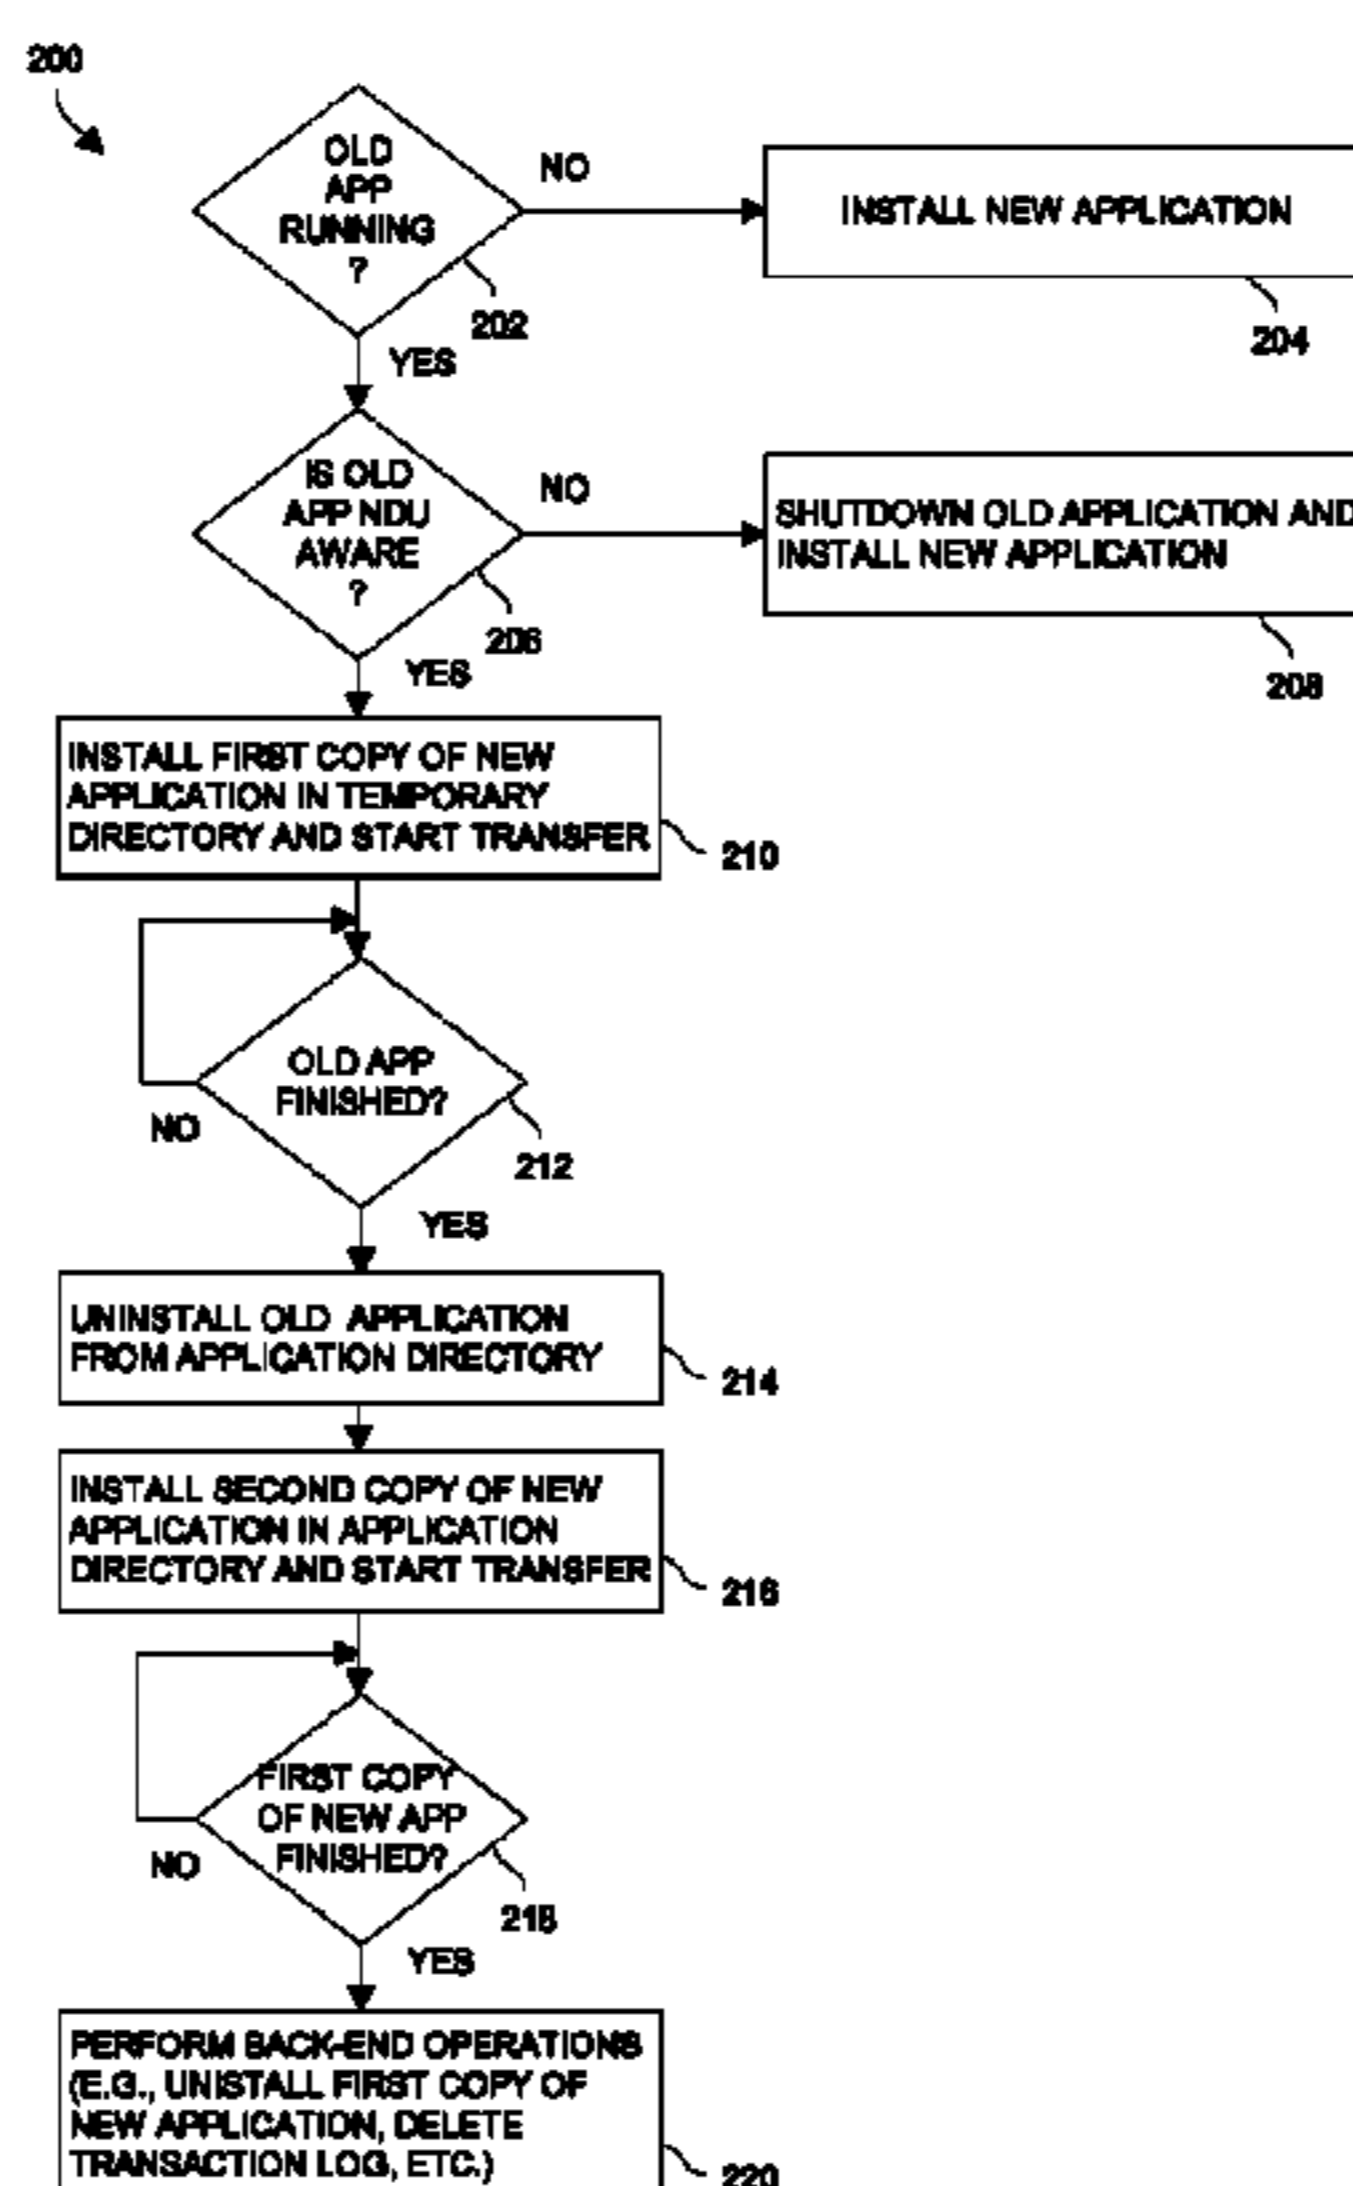 200
OLD
APP
RUNNING
?
NO
INSTALL NEW APPLICATION
202
204
YES
IS OLD
APP NDU
AWARE
?
NO
SHUTDOWN OLD APPLICATION AND
INSTALL NEW APPLICATION
206
208
YES
INSTALL FIRST COPY OF NEW
APPLICATION IN TEMPORARY
DIRECTORY AND START TRANSFER
210
OLD APP
FINISHED?
NO
212
YES
UNINSTALL OLD APPLICATION
FROM APPLICATION DIRECTORY
214
INSTALL SECOND COPY OF NEW
APPLICATION IN APPLICATION
DIRECTORY AND START TRANSFER
216
FIRST COPY
OF NEW APP
FINISHED?
NO
218
YES
PERFORM BACK-END OPERATIONS
(E.G., UNISTALL FIRST COPY OF
NEW APPLICATION, DELETE
TRANSACTION LOG, ETC.)
220